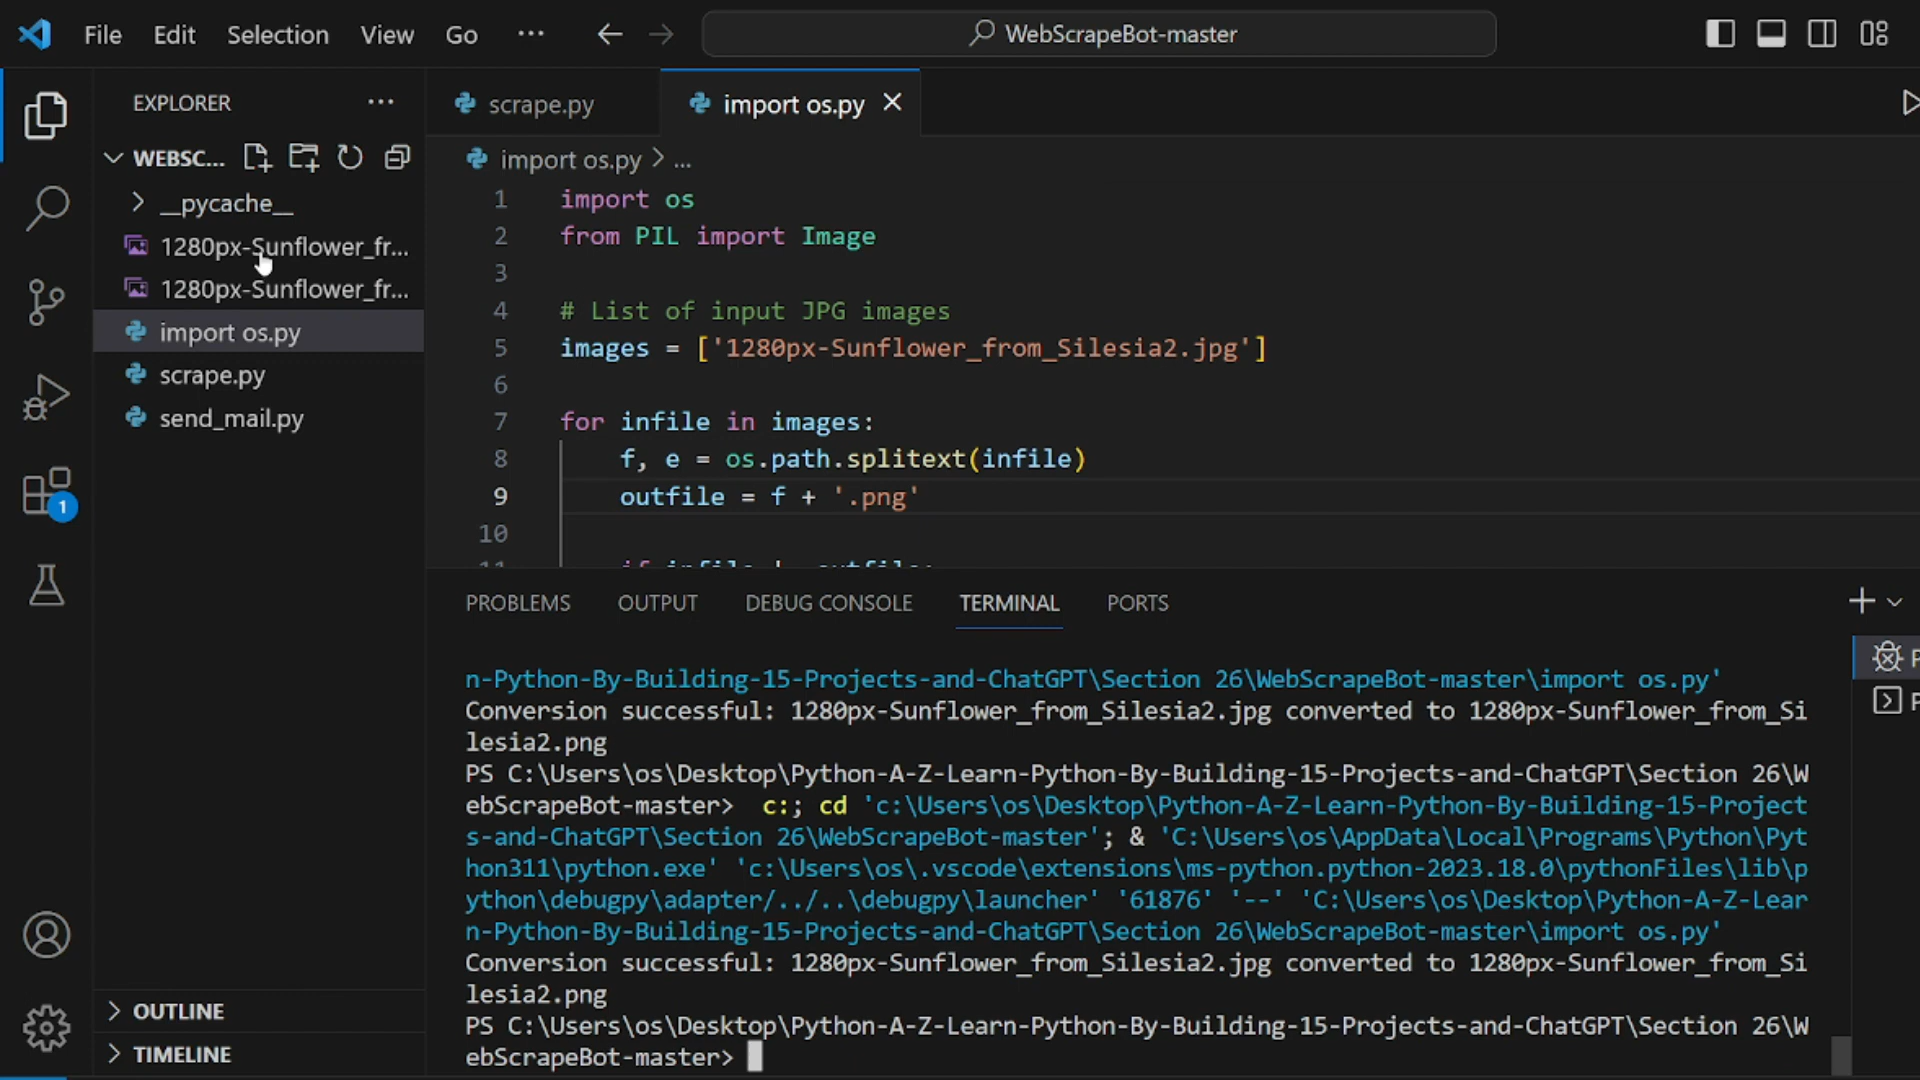 File Edit Selection View Go ··· WebScrapeBot-master
EXPLORER ···
WEBSC...
__pycache__
1280px-Sunflower_fr...
1280px-Sunflower_fr...
import os.py
scrape.py
send_mail.py
1
OUTLINE
TIMELINE
scrape.py import os.py
import os.py > ...
1 import os
2 from PIL import Image
3
4 # List of input JPG images
5 images = ['1280px-Sunflower_from_Silesia2.jpg']
6
7 for infile in images:
8 f, e = os.path.splitext(infile)
9 outfile = f + '.png'
10
PROBLEMS OUTPUT DEBUG CONSOLE TERMINAL PORTS
n-Python-By-Building-15-Projects-and-ChatGPT\Section 26\WebScrapeBot-master\import os.py'
Conversion successful: 1280px-Sunflower_from_Silesia2.jpg converted to 1280px-Sunflower_from_Si
lesia2.png
PS C:\Users\os\Desktop\Python-A-Z-Learn-Python-By-Building-15-Projects-and-ChatGPT\Section 26\W
ebScrapeBot-master> c:; cd 'c:\Users\os\Desktop\Python-A-Z-Learn-Python-By-Building-15-Project
s-and-ChatGPT\Section 26\WebScrapeBot-master'; & 'C:\Users\os\AppData\Local\Programs\Python\Pyt
hon311\python.exe' 'c:\Users\os\.vscode\extensions\ms-python.python-2023.18.0\pythonFiles\lib\p
ython\debugpy\adapter/../..\debugpy\launcher' '61876' '--' 'C:\Users\os\Desktop\Python-A-Z-Lear
n-Python-By-Building-15-Projects-and-ChatGPT\Section 26\WebScrapeBot-master\import os.py'
Conversion successful: 1280px-Sunflower_from_Silesia2.jpg converted to 1280px-Sunflower_from_Si
lesia2.png
PS C:\Users\os\Desktop\Python-A-Z-Learn-Python-By-Building-15-Projects-and-ChatGPT\Section 26\W
ebScrapeBot-master>